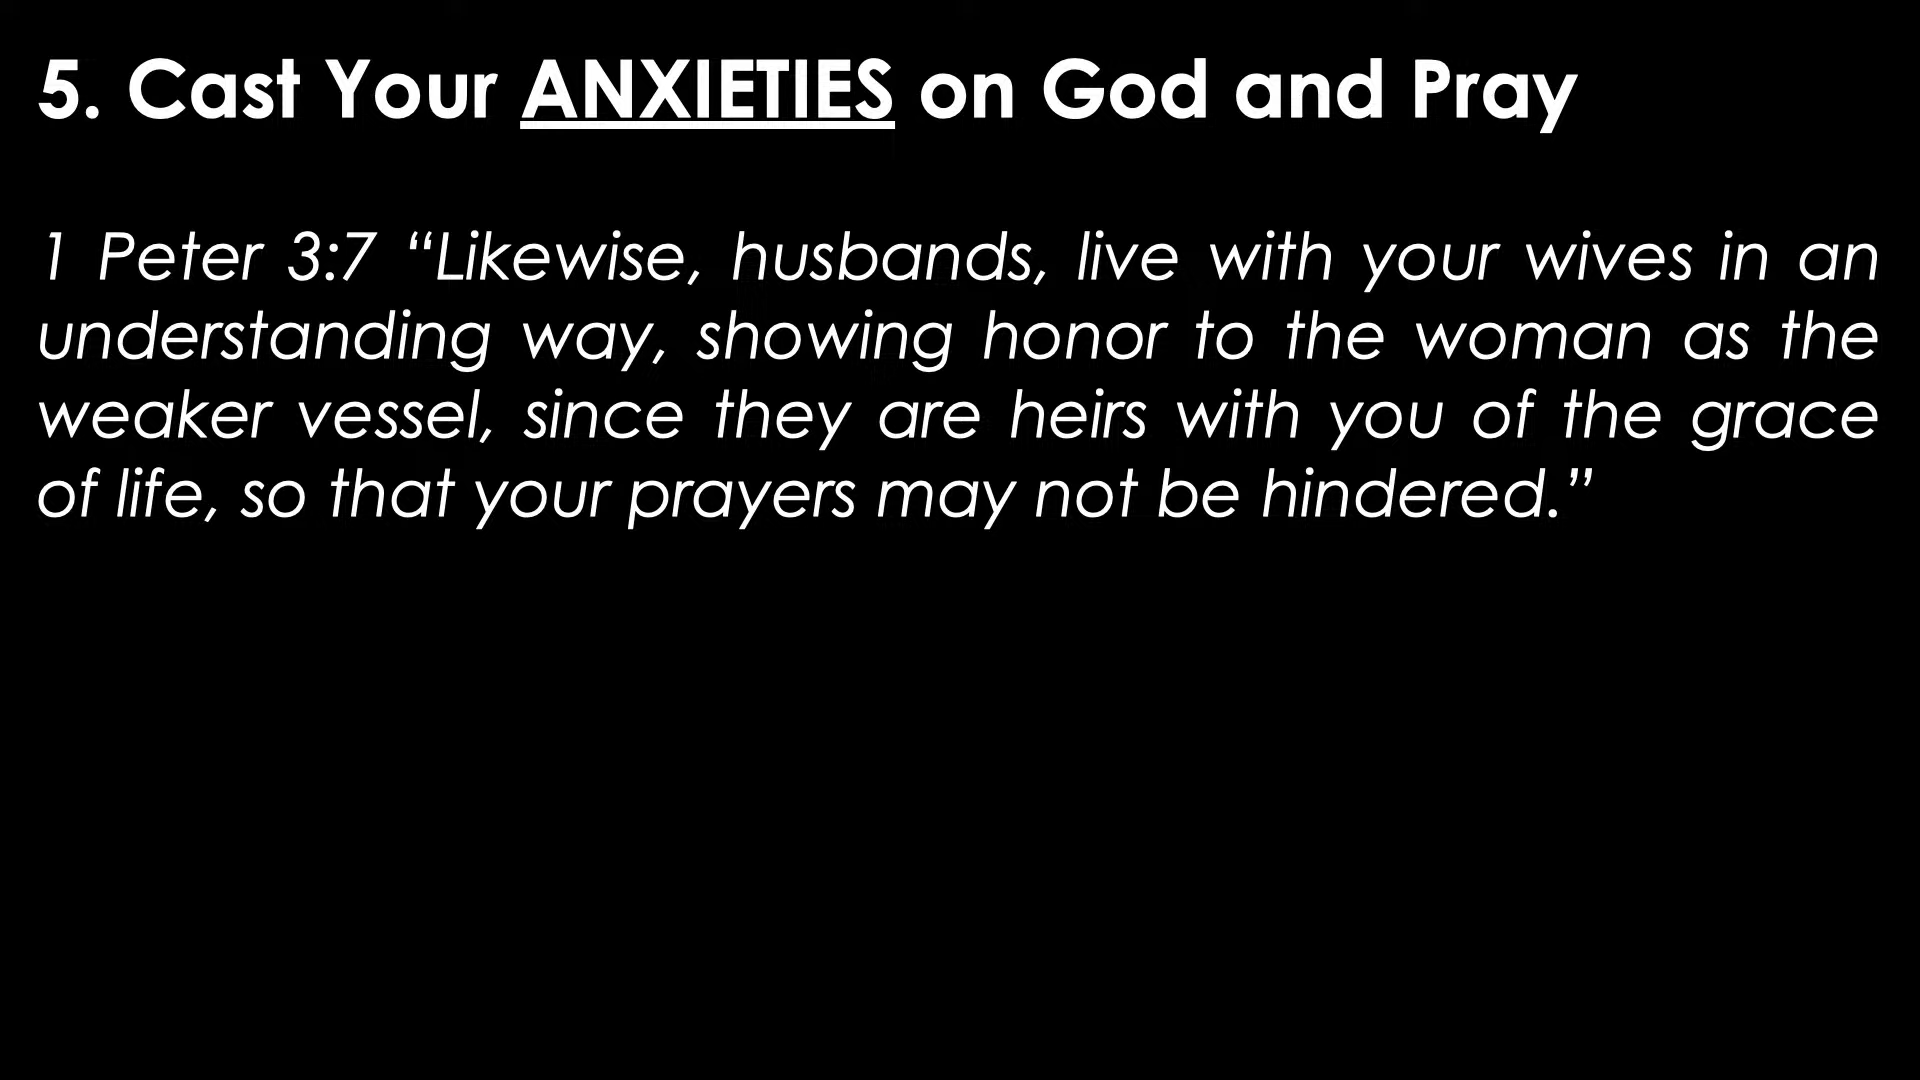 5. Cast Your ANXIETIES on God and Pray
1 Peter 3:7 “Likewise, husbands, live with your wives in an
understanding way, showing honor to the woman as the
weaker vessel, since they are heirs with you of the grace
of life, so that your prayers may not be hindered.”